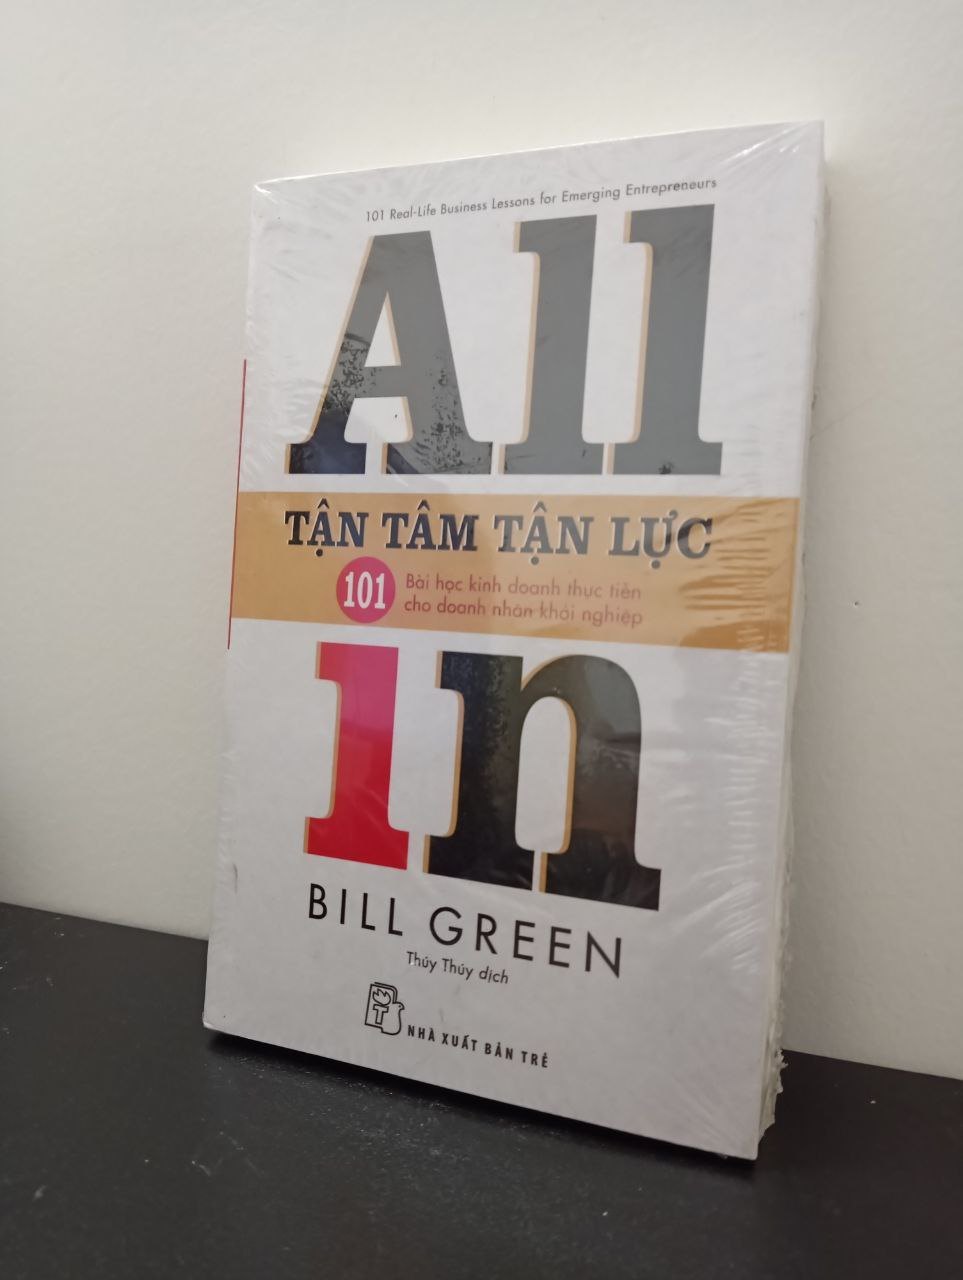 101 Real-Life Business Lessons for Emerging Entrepreneurs
All
TẬN TÂM TẬN LỰC
101
Bài học kinh doanh thực tiễn
cho doanh nhân khởi nghiệp
in
BILL GREEN
Thúy Thúy dịch
NHÀ XUẤT BẢN TRẺ